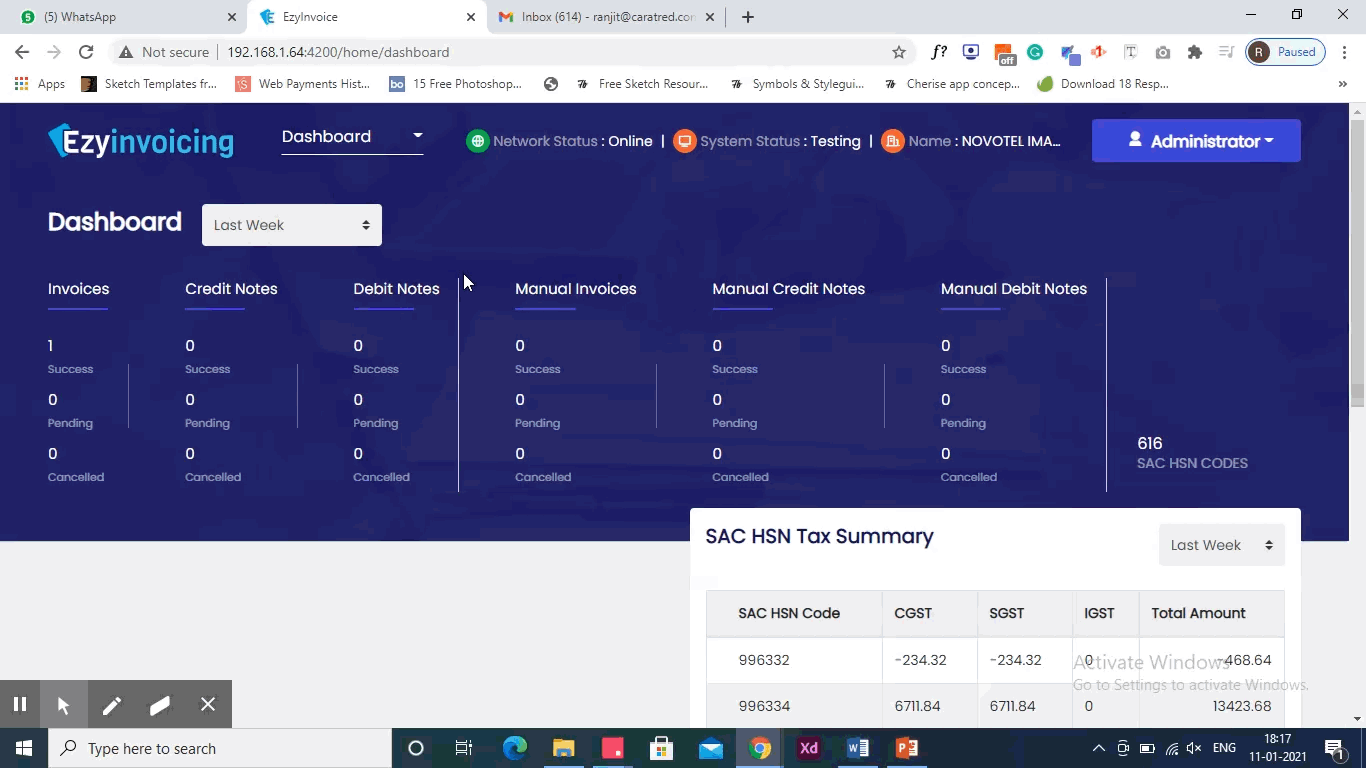 (5) WhatsApp
EzyInvoice
Inbox (614) - ranjit@caratred.com
Not secure
192.168.1.64:4200/home/dashboard
f?
off
R
Paused
Apps
Sketch Templates fr...
Web Payments Hist...
bo
15 Free Photoshop...
Free Sketch Resour...
Symbols & Stylegui...
Cherise app concep...
Download 18 Resp...
Ezyinvoicing
Dashboard
Network Status : Online
System Status : Testing
Name : NOVOTEL IMA...
Administrator
Dashboard
Last Week
Invoices
Credit Notes
Debit Notes
Manual Invoices
Manual Credit Notes
Manual Debit Notes
1 0 0 0 0 0
Success Success Success Success Success Success
0 0 0 0 0 0
Pending Pending Pending Pending Pending Pending
0 0 0 0 0 0
Cancelled Cancelled Cancelled Cancelled Cancelled Cancelled
616
SAC HSN CODES
SAC HSN Tax Summary
Last Week
SAC HSN Code CGST SGST IGST Total Amount
996332 -234.32 -234.32 0 -468.64
996334 6711.84 6711.84 0 13423.68
Activate Windows
Go to Settings to activate Windows.
Type here to search
Xd
ENG
18:17
11-01-2021
1